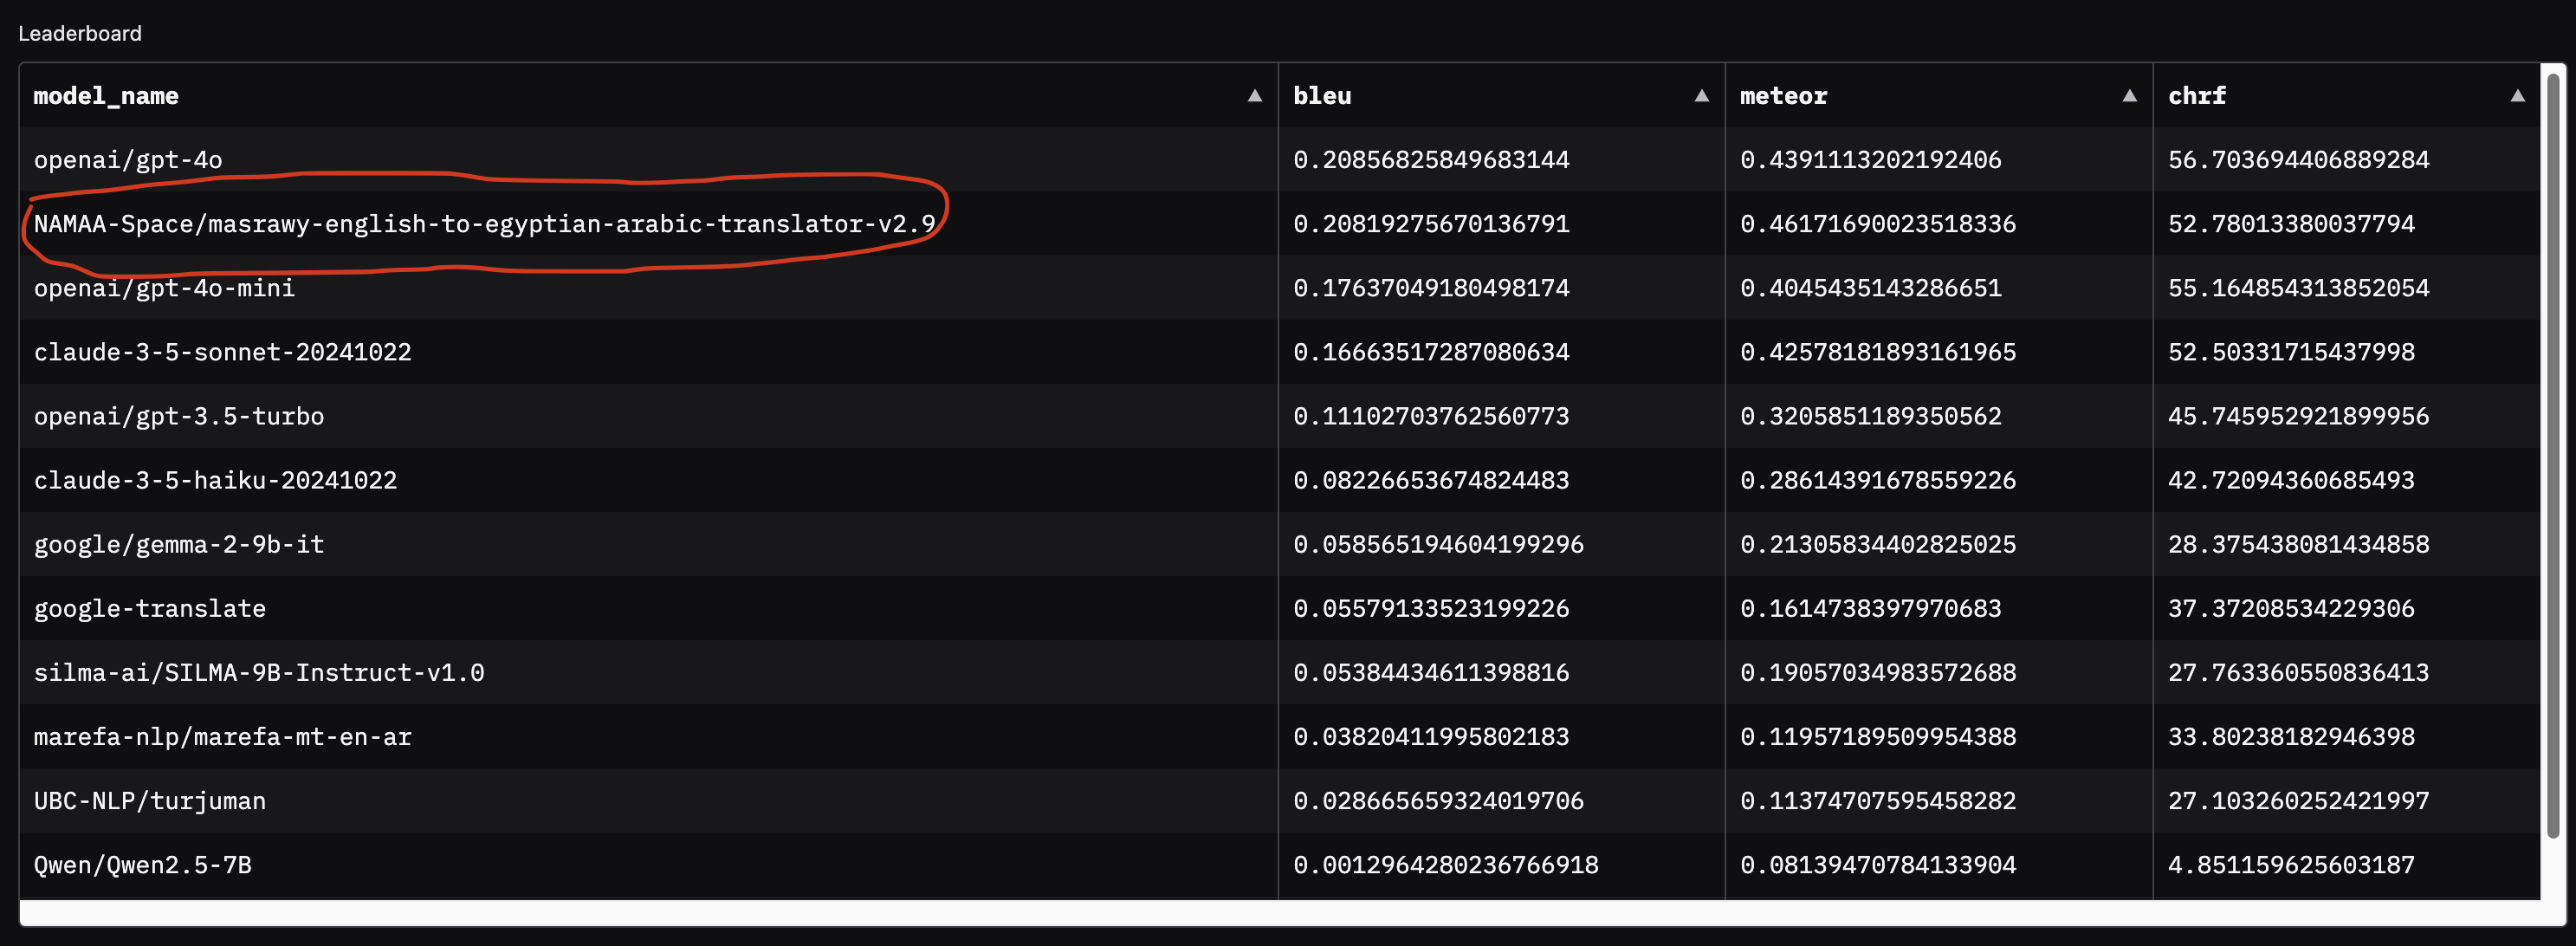 Leaderboard
model_name bleu meteor chrf
openai/gpt-4o 0.20856825849683144 0.4391113202192406 56.703694406889284
NAMAA-Space/masrawy-english-to-egyptian-arabic-translator-v2.9 0.20819275670136791 0.46171690023518336 52.78013380037794
openai/gpt-4o-mini 0.17637049180498174 0.4045435143286651 55.164854313852054
claude-3-5-sonnet-20241022 0.16663517287080634 0.42578181893161965 52.50331715437998
openai/gpt-3.5-turbo 0.11102703762560773 0.3205851189350562 45.745952921899956
claude-3-5-haiku-20241022 0.08226653674824483 0.28614391678559226 42.72094360685493
google/gemma-2-9b-it 0.058565194604199296 0.21305834402825025 28.375438081434858
google-translate 0.05579133523199226 0.1614738397970683 37.37208534229306
silma-ai/SILMA-9B-Instruct-v1.0 0.05384434611398816 0.19057034983572688 27.763360550836413
marefa-nlp/marefa-mt-en-ar 0.03820411995802183 0.11957189509954388 33.80238182946398
UBC-NLP/turjuman 0.028665659324019706 0.11374707595458282 27.103260252421997
Qwen/Qwen2.5-7B 0.0012964280236766918 0.08139470784133904 4.851159625603187